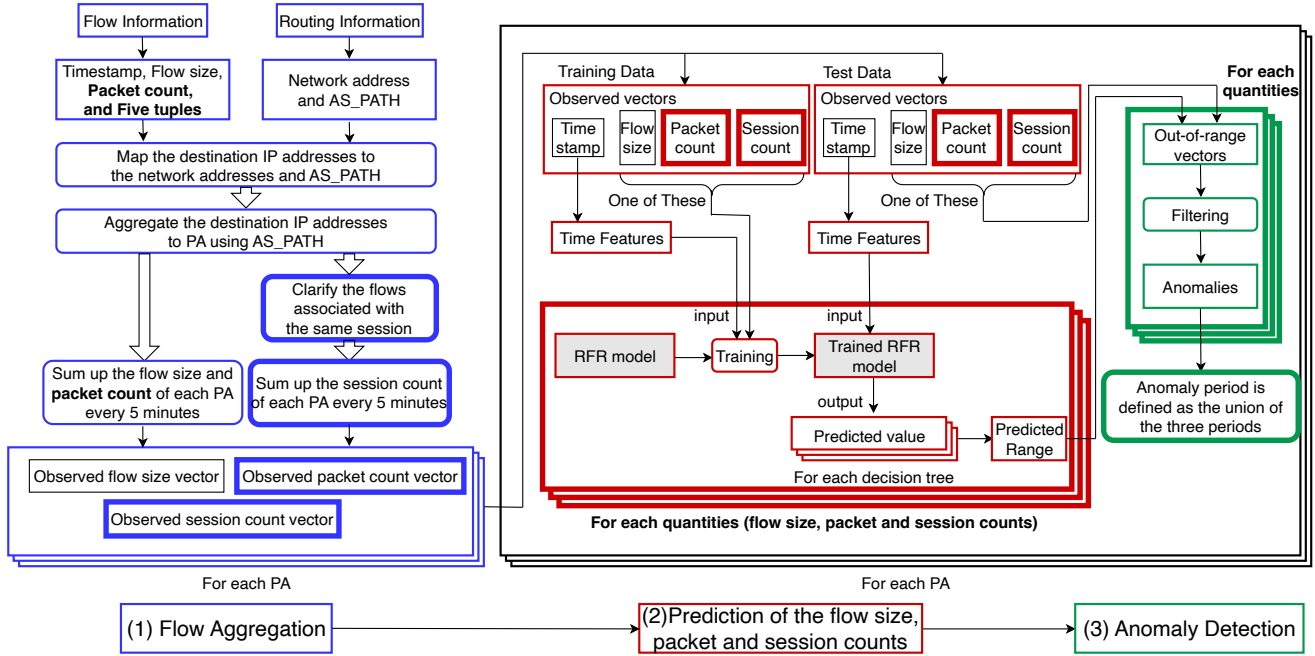 Flow Information
Routing Information
Timestamp, Flow size,
Packet count,
and Five tuples
Network address
and AS_PATH
Map the destination IP addresses to
the network addresses and AS_PATH
Aggregate the destination IP addresses
to PA using AS_PATH
Clarify the flows
associated with
the same session
Sum up the flow size and
packet count of each PA
every 5 minutes
Sum up the session count
of each PA every 5 minutes
Observed flow size vector
Observed packet count vector
Observed session count vector
For each PA
Training Data
Observed vectors
Time
stamp
Flow
size
Packet
count
Session
count
One of These
Time Features
Test Data
Observed vectors
Time
stamp
Flow
size
Packet
count
Session
count
One of These
Time Features
input
input
RFR model
Training
Trained RFR
model
output
Predicted value
Predicted
Range
For each decision tree
For each quantities (flow size, packet and session counts)
For each PA
For each
quantities
Out-of-range
vectors
Filtering
Anomalies
Anomaly period is
defined as the union of
the three periods
(1) Flow Aggregation
(2)Prediction of the flow size,
packet and session counts
(3) Anomaly Detection